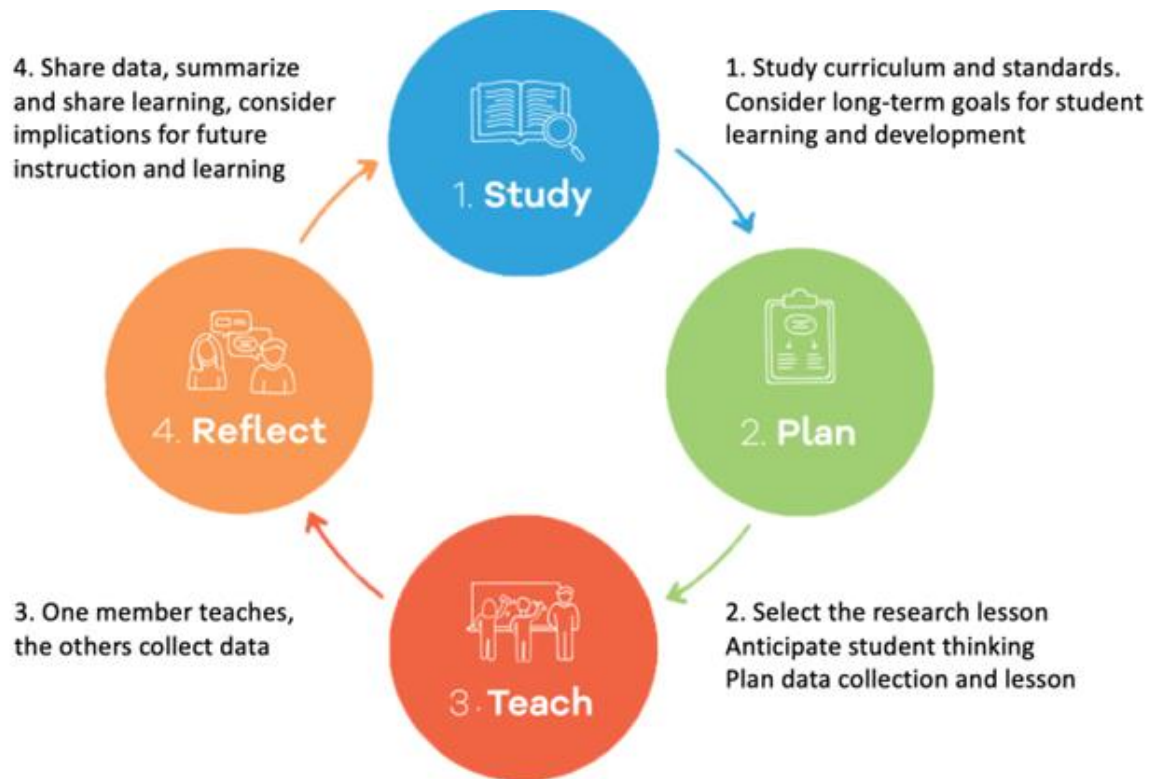 4. Share data, summarize
and share learning, consider
implications for future
instruction and learning
1. Study
1. Study curriculum and standards.
Consider long-term goals for student
learning and development
4. Reflect
2. Plan
3. One member teaches,
the others collect data
3. Teach
2. Select the research lesson
Anticipate student thinking
Plan data collection and lesson